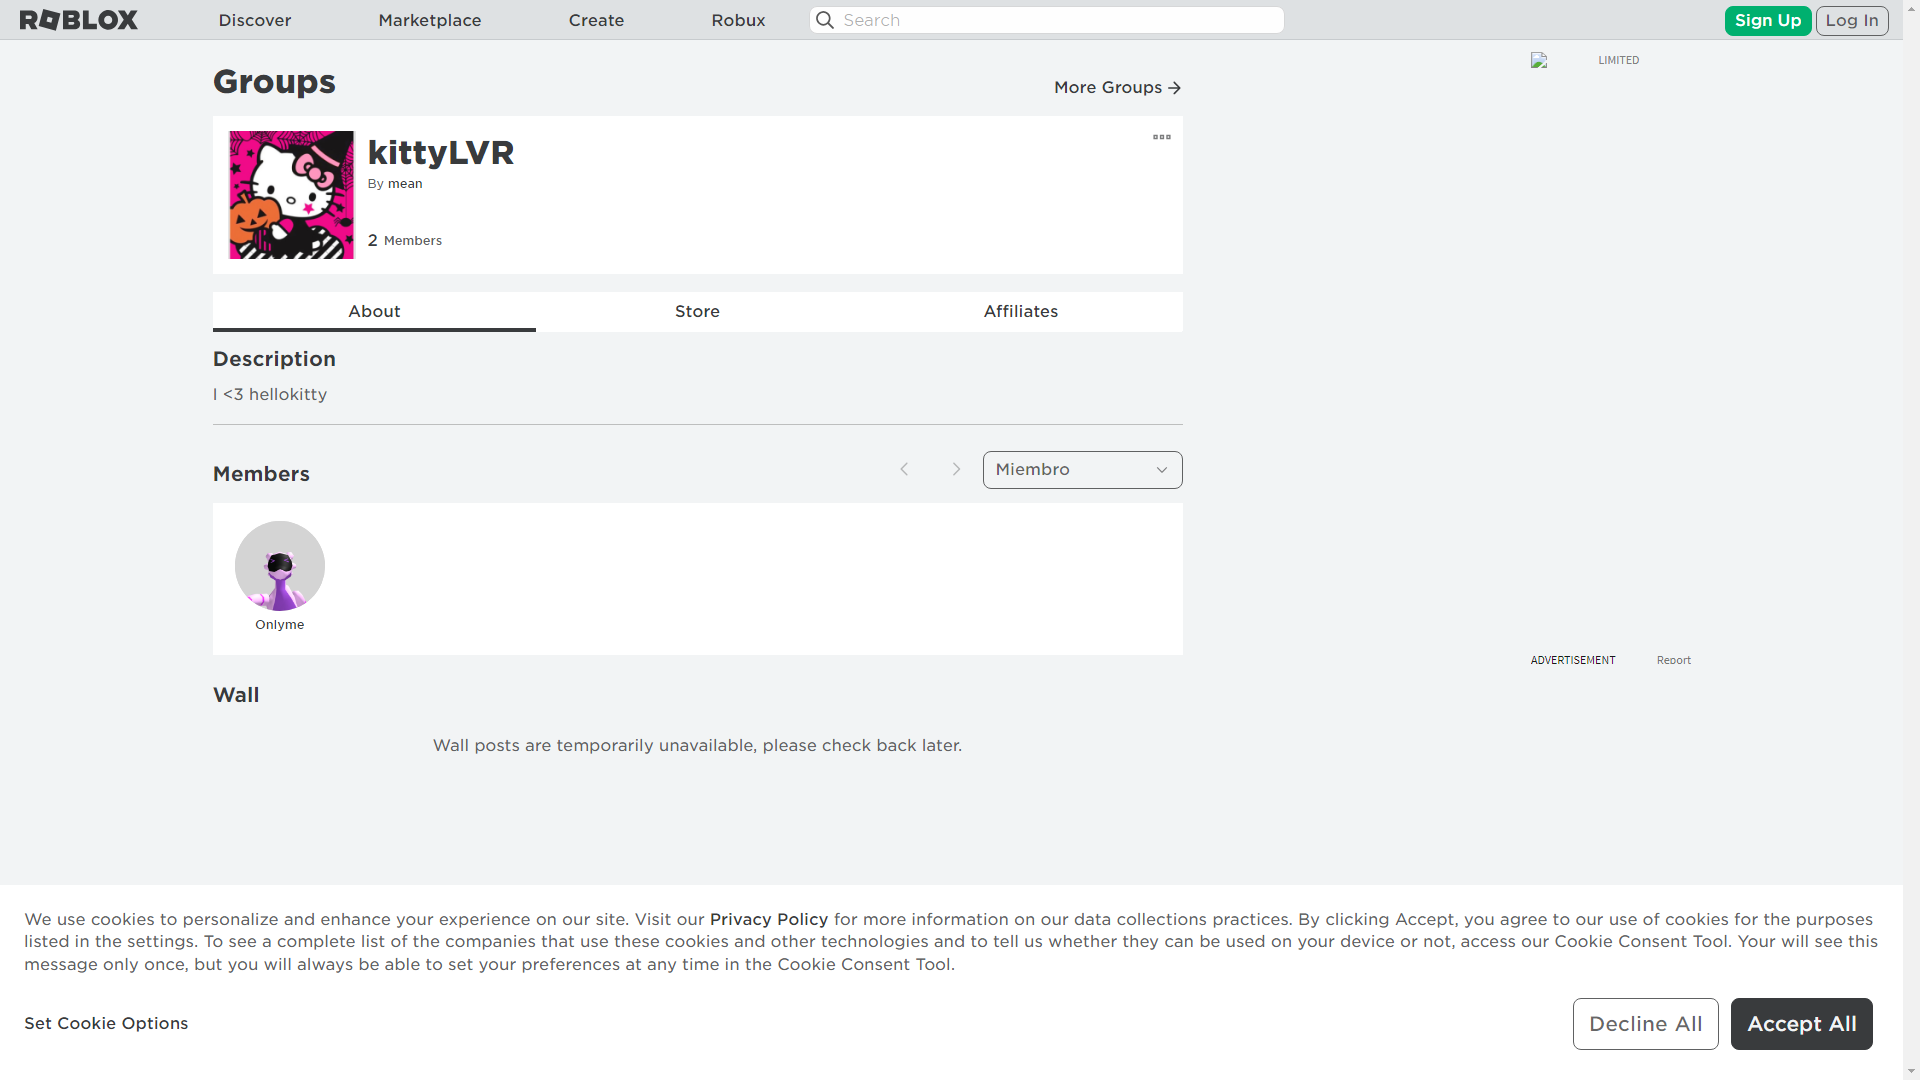 ROBLOX
Discover
Marketplace
Create
Robux
Search
Sign Up
Log In
LIMITED
Groups
More Groups
kittyLVR
By mean
2 Members
About
Store
Affiliates
Description
I <3 hellokitty
Members
Miembro
Onlyme
ADVERTISEMENT
Report
Wall
Wall posts are temporarily unavailable, please check back later.
We use cookies to personalize and enhance your experience on our site. Visit our Privacy Policy for more information on our data collections practices. By clicking Accept, you agree to our use of cookies for the purposes
listed in the settings. To see a complete list of the companies that use these cookies and other technologies and to tell us whether they can be used on your device or not, access our Cookie Consent Tool. Your will see this
message only once, but you will always be able to set your preferences at any time in the Cookie Consent Tool.
Set Cookie Options
Decline All
Accept All